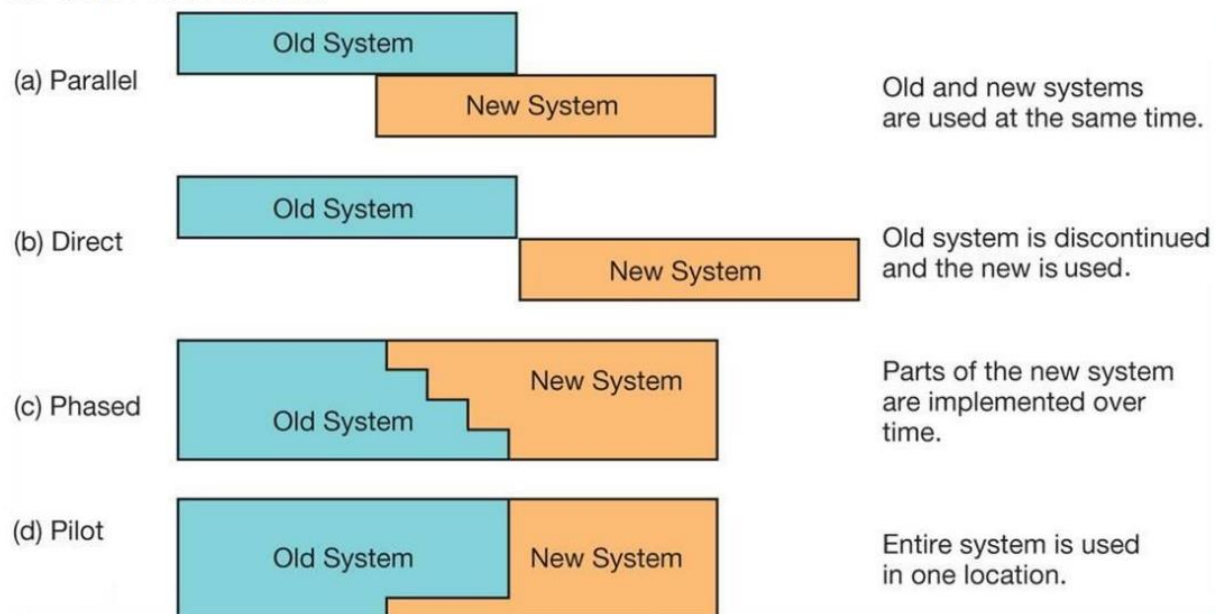 (a) Parallel
Old System
New System
Old and new systems
are used at the same time.
(b) Direct
Old System
New System
Old system is discontinued
and the new is used.
(c) Phased
Old System
New System
Parts of the new system
are implemented over
time.
(d) Pilot
Old System
New System
Entire system is used
in one location.